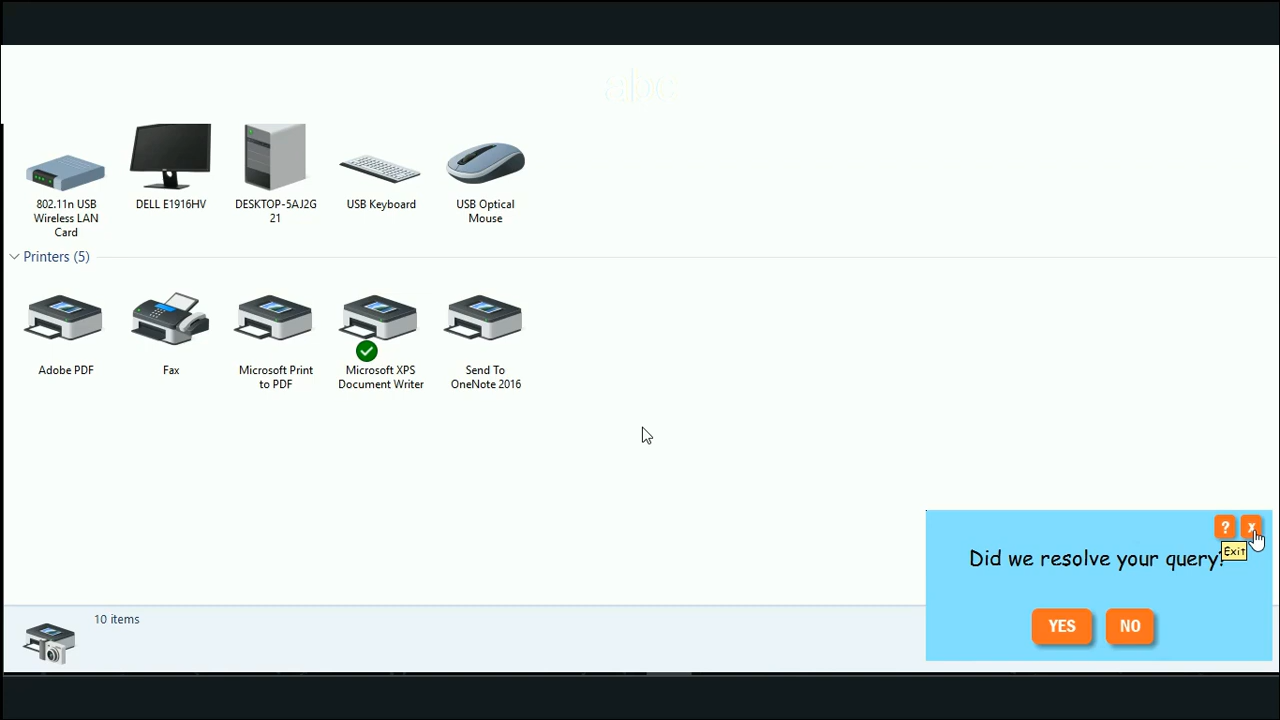 abc
802.11n USB
Wireless LAN
Card
DELL E1916HV
DESKTOP-5AJ2G
21
USB Keyboard
USB Optical
Mouse
Printers (5)
Adobe PDF
Fax
Microsoft Print
to PDF
Microsoft XPS
Document Writer
Send To
OneNote 2016
? x
Exit
Did we resolve your query?
YES
NO
10 items